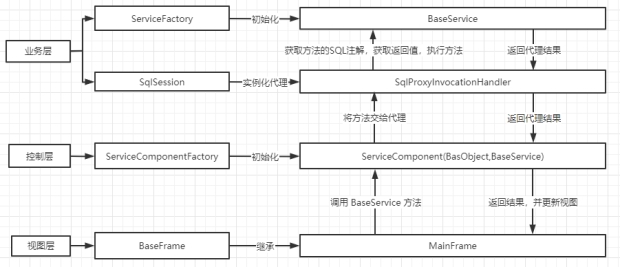 ServiceFactory
初始化
BaseService
业务层
获取方法的SQL注解，获取返回值，执行方法
返回代理结果
SqlSession
实例化代理
SqlProxyInvocationHandler
将方法交给代理
返回代理结果
控制层
ServiceComponentFactory
初始化
ServiceComponent(BasObject,BaseService)
调用 BaseService 方法
返回结果，并更新视图
视图层
BaseFrame
继承
MainFrame